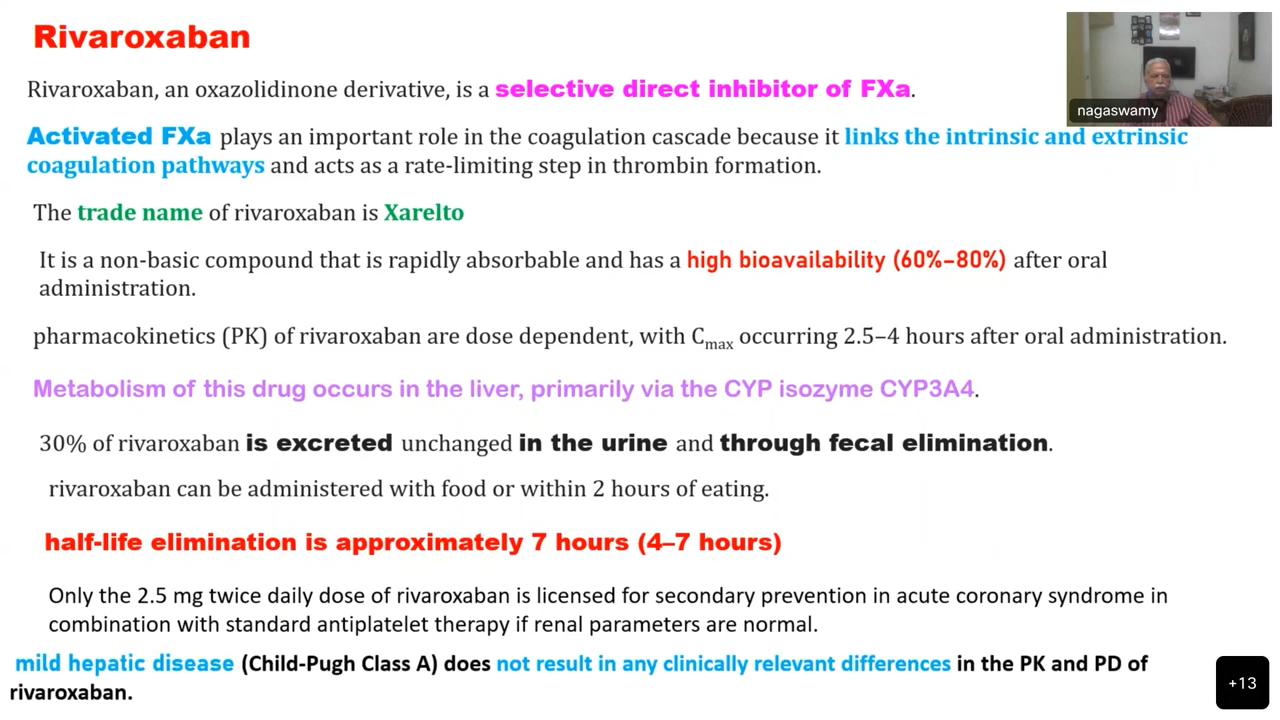 Rivaroxaban
nagaswamy
Rivaroxaban, an oxazolidinone derivative, is a selective direct inhibitor of FXa.
Activated FXa plays an important role in the coagulation cascade because it links the intrinsic and extrinsic
coagulation pathways and acts as a rate-limiting step in thrombin formation.
The trade name of rivaroxaban is Xarelto
It is a non-basic compound that is rapidly absorbable and has a high bioavailability (60%–80%) after oral
administration.
pharmacokinetics (PK) of rivaroxaban are dose dependent, with Cmax occurring 2.5–4 hours after oral administration.
Metabolism of this drug occurs in the liver, primarily via the CYP isozyme CYP3A4.
30% of rivaroxaban is excreted unchanged in the urine and through fecal elimination.
rivaroxaban can be administered with food or within 2 hours of eating.
half-life elimination is approximately 7 hours (4–7 hours)
Only the 2.5 mg twice daily dose of rivaroxaban is licensed for secondary prevention in acute coronary syndrome in
combination with standard antiplatelet therapy if renal parameters are normal.
mild hepatic disease (Child-Pugh Class A) does not result in any clinically relevant differences in the PK and PD of
rivaroxaban.
+13